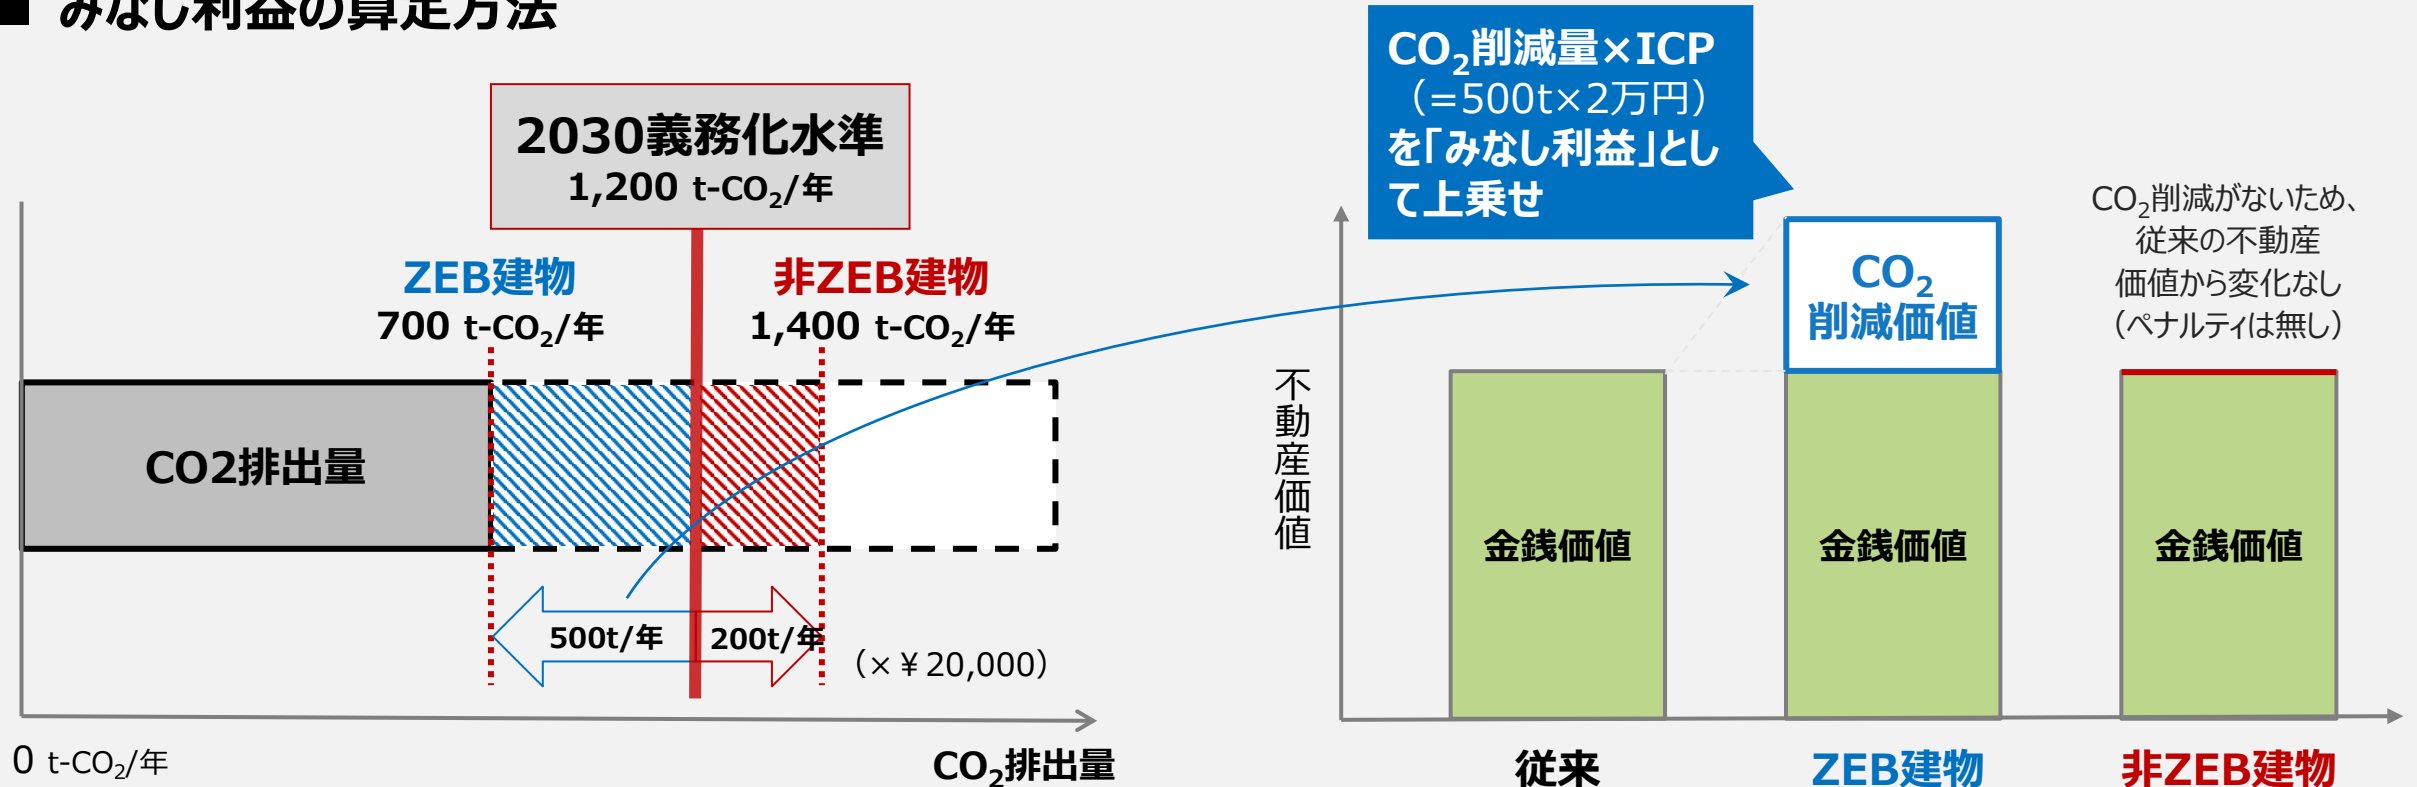 ■ みなし利益の算定方法
2030義務化水準
1,200 t-CO₂/年
ZEB建物
700 t-CO₂/年
非ZEB建物
1,400 t-CO₂/年
CO2排出量
500t/年
200t/年
（×￥20,000）
0 t-CO₂/年
CO₂排出量
CO₂削減量×ICP
（=500t×2万円）
を「みなし利益」とし
て上乗せ
CO₂削減がないため、
従来の不動産
価値から変化なし
（ペナルティは無し）
CO₂
削減価値
不動産価値
金銭価値
金銭価値
金銭価値
従来
ZEB建物
非ZEB建物